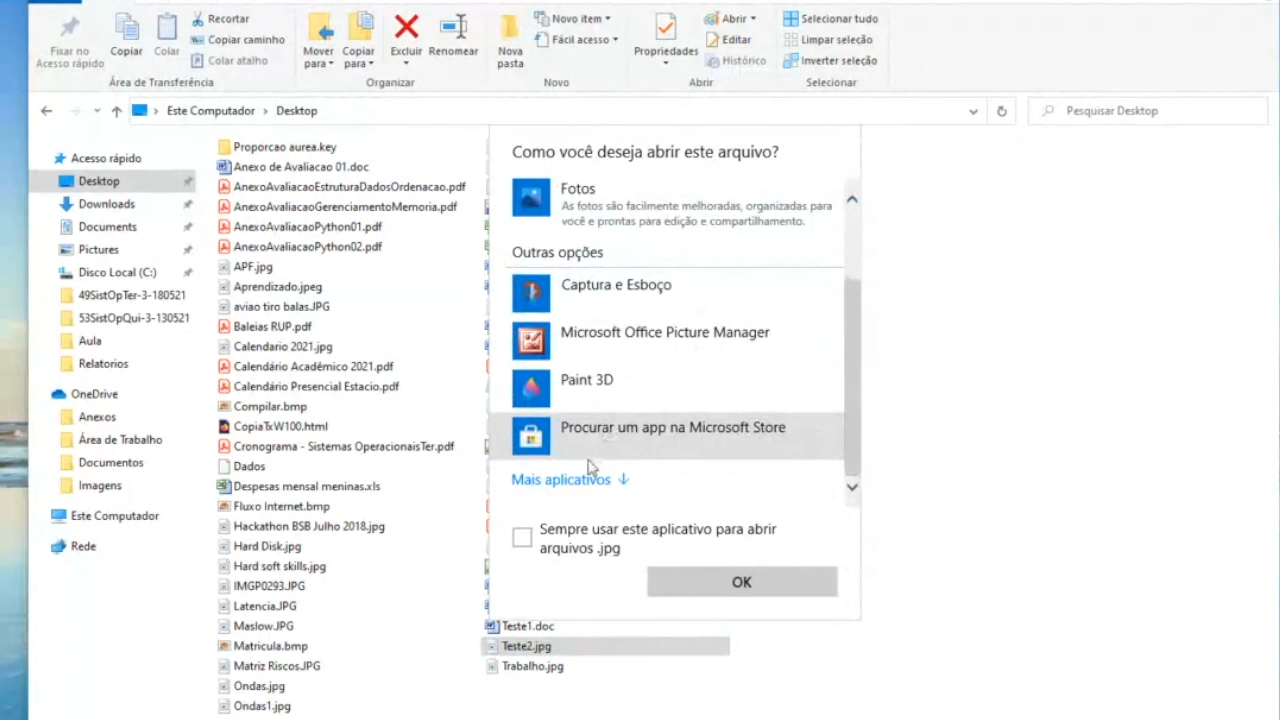 Fixar no
Acesso rápido
Copiar
Colar
Recortar
Copiar caminho
Colar atalho
Área de Transferência
Mover
para
Copiar
para
Excluir
Renomear
Organizar
Nova
pasta
Novo item
Fácil acesso
Novo
Propriedades
Abrir
Editar
Histórico
Abrir
Selecionar tudo
Limpar seleção
Inverter seleção
Selecionar
Este Computador > Desktop
Pesquisar Desktop
Acesso rápido
Desktop
Downloads
Documents
Pictures
Disco Local (C:)
49SistOpTer-3-180521
53SistOpQui-3-130521
Aula
Relatorios
OneDrive
Anexos
Área de Trabalho
Documentos
Imagens
Este Computador
Rede
Proporcao aurea.key
Anexo de Avaliacao 01.doc
AnexoAvaliacaoEstruturaDadosOrdenacao.pdf
AnexoAvaliacaoGerenciamentoMemoria.pdf
AnexoAvaliacaoPython01.pdf
AnexoAvaliacaoPython02.pdf
APF.jpg
Aprendizado.jpeg
aviao tiro balas.JPG
Baleias RUP.pdf
Calendario 2021.jpg
Calendário Acadêmico 2021.pdf
Calendário Presencial Estacio.pdf
Compilar.bmp
CopiaTxW100.html
Cronograma - Sistemas OperacionaisTer.pdf
Dados
Despesas mensal meninas.xls
Fluxo Internet.bmp
Hackathon BSB Julho 2018.jpg
Hard Disk.jpg
Hard soft skills.jpg
IMGP0293.JPG
Latencia.JPG
Maslow.JPG
Matricula.bmp
Matriz Riscos.JPG
Ondas.jpg
Ondas1.jpg
Como você deseja abrir este arquivo?
Fotos
As fotos são facilmente melhoradas, organizadas para
você e prontas para edição e compartilhamento.
Outras opções
Captura e Esboço
Microsoft Office Picture Manager
Paint 3D
Procurar um app na Microsoft Store
Mais aplicativos ↓
Sempre usar este aplicativo para abrir
arquivos .jpg
OK
Teste1.doc
Teste2.jpg
Trabalho.jpg